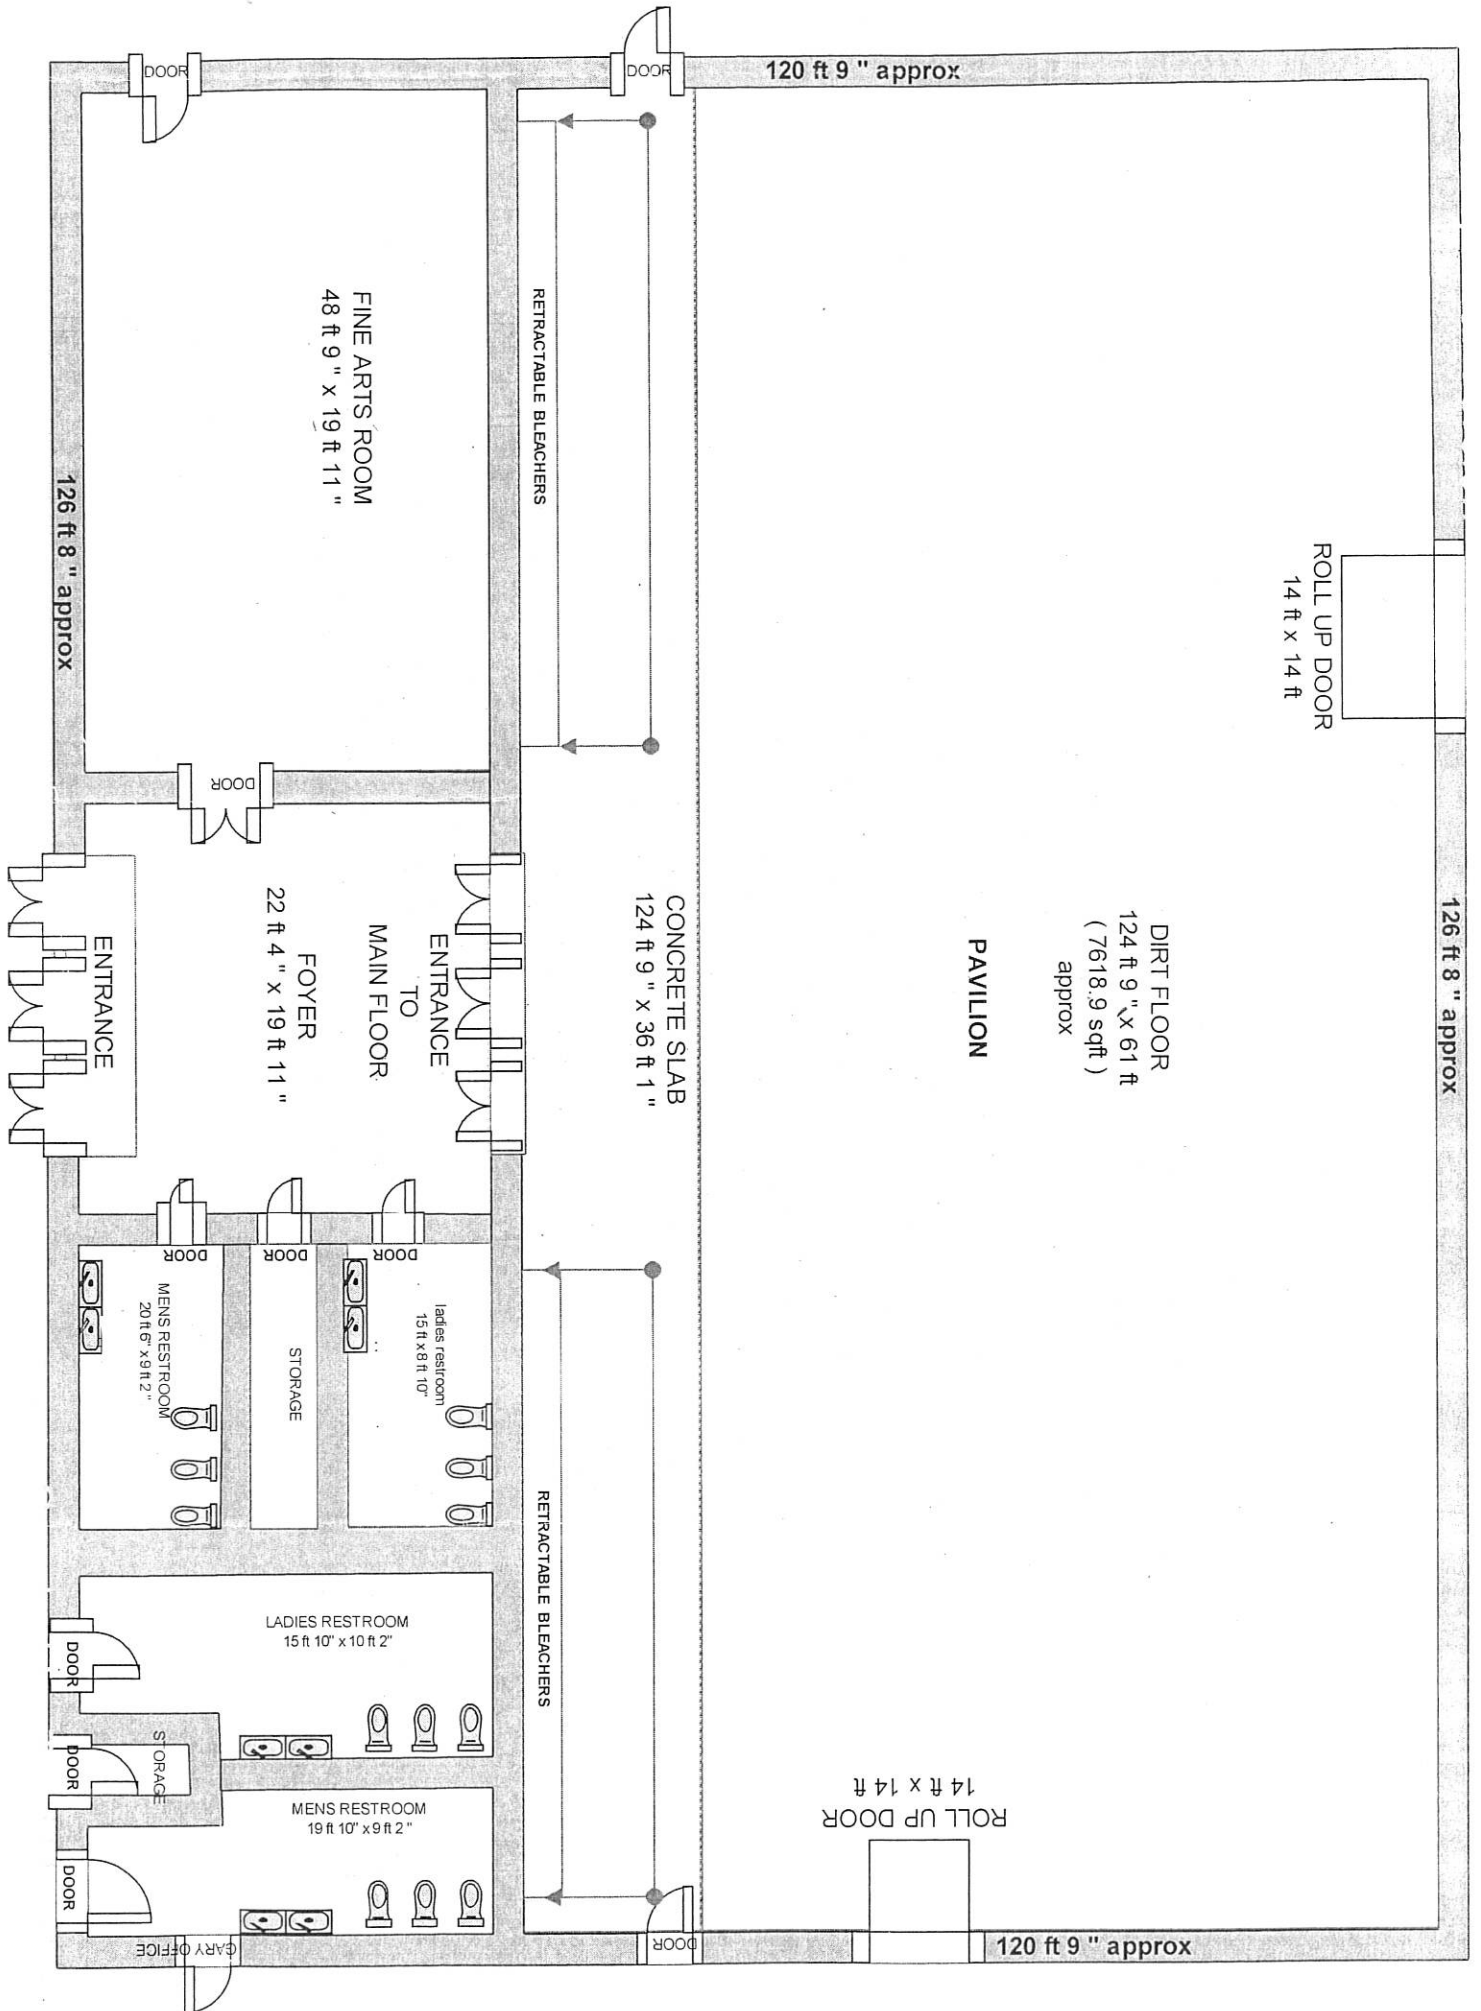 DOOR
DOOR
120 ft 9 " approx
FINE ARTS ROOM
48 ft 9 " x 19 ft 11 "
RETRACTABLE BLEACHERS
126 ft 8 " approx
ROLL UP DOOR
14 ft x 14 ft
DOOR
ENTRANCE
FOYER
22 ft 4 " x 19 ft 11 "
ENTRANCE
TO
MAIN FLOOR
CONCRETE SLAB
124 ft 9 " x 36 ft 1 "
PAVILION
DIRT FLOOR
124 ft 9 " x 61 ft
( 7618.9 sqft )
approx
126 ft 8 " approx
DOOR
DOOR
DOOR
MENS RESTROOM
20 ft 6" x 9 ft 2 "
STORAGE
ladies restroom
15 ft x 8 ft 10"
RETRACTABLE BLEACHERS
LADIES RESTROOM
15 ft 10" x 10 ft 2"
DOOR
STORAGE
DOOR
MENS RESTROOM
19 ft 10" x 9 ft 2 "
DOOR
ROLL UP DOOR
14 ft x 14 ft
GARY OFFICE
DOOR
120 ft 9 " approx